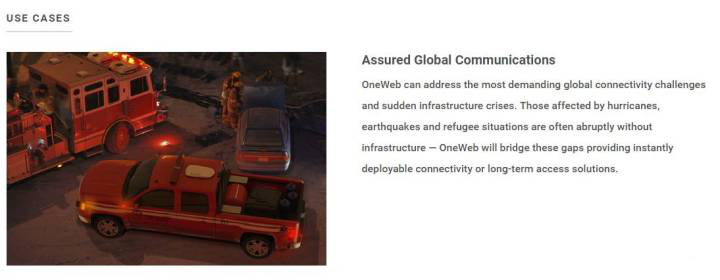 USE CASES
Assured Global Communications
OneWeb can address the most demanding global connectivity challenges
and sudden infrastructure crises. Those affected by hurricanes,
earthquakes and refugee situations are often abruptly without
infrastructure — OneWeb will bridge these gaps providing instantly
deployable connectivity or long-term access solutions.